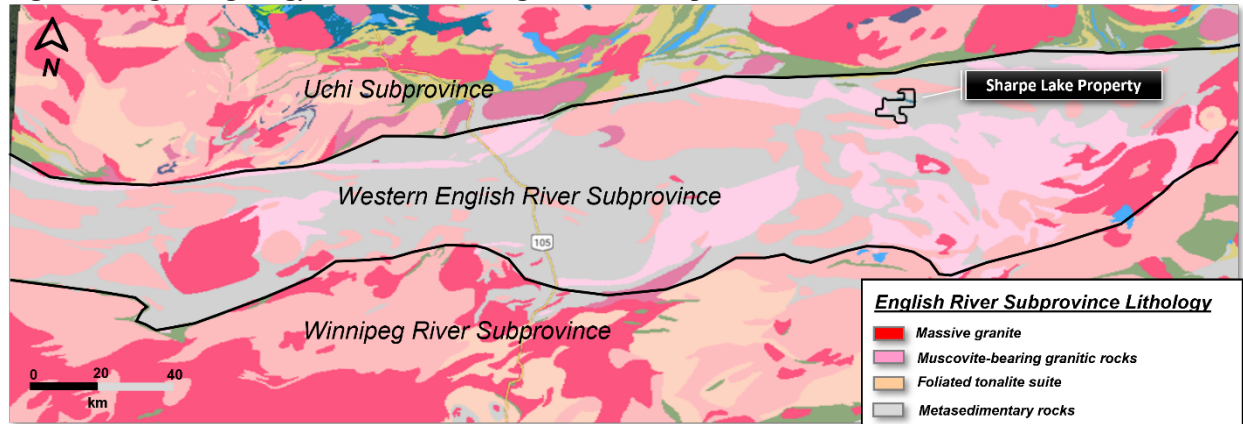 N
Uchi Subprovince
Sharpe Lake Property
Western English River Subprovince
105
Winnipeg River Subprovince
0 20 40
km
English River Subprovince Lithology
Massive granite
Muscovite-bearing granitic rocks
Foliated tonalite suite
Metasedimentary rocks